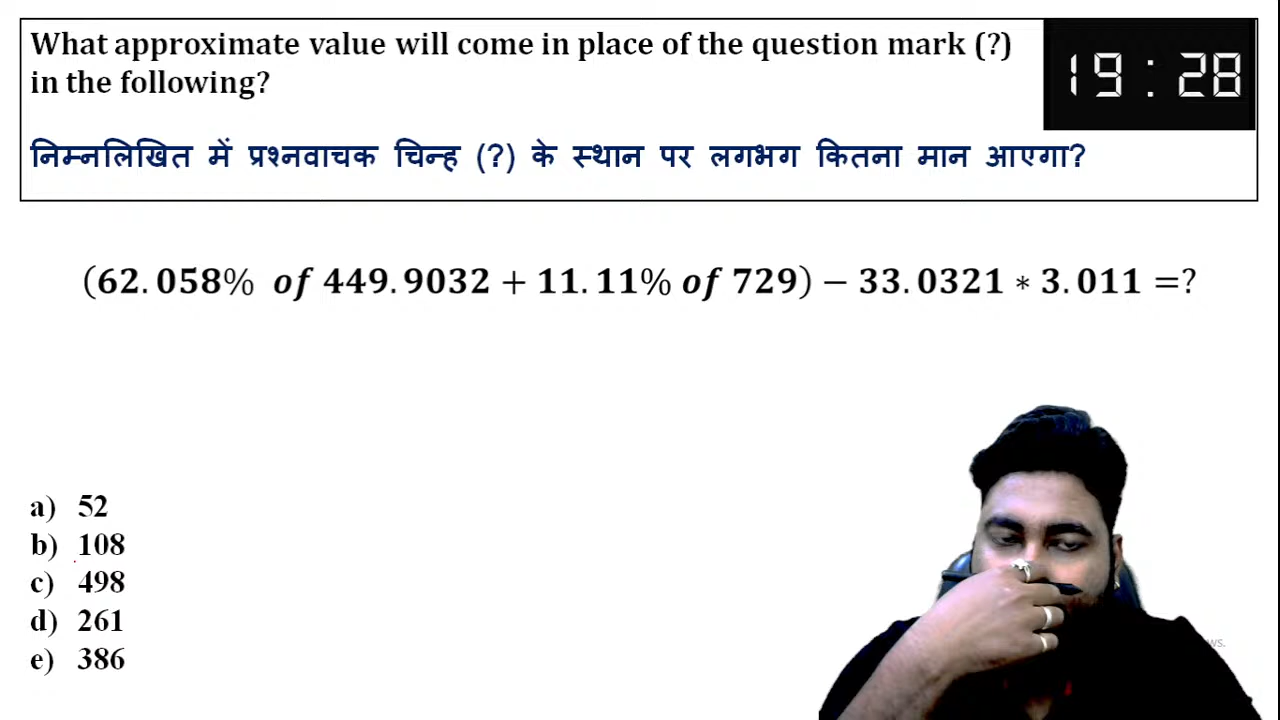 What approximate value will come in place of the question mark (?)
in the following?
19:28
निम्नलिखित में प्रश्नवाचक चिन्ह (?) के स्थान पर लगभग कितना मान आएगा?
(62.058% of 449.9032 + 11.11% of 729) − 33.0321 ∗ 3.011 =?
a) 52
b) 108
c) 498
d) 261
e) 386